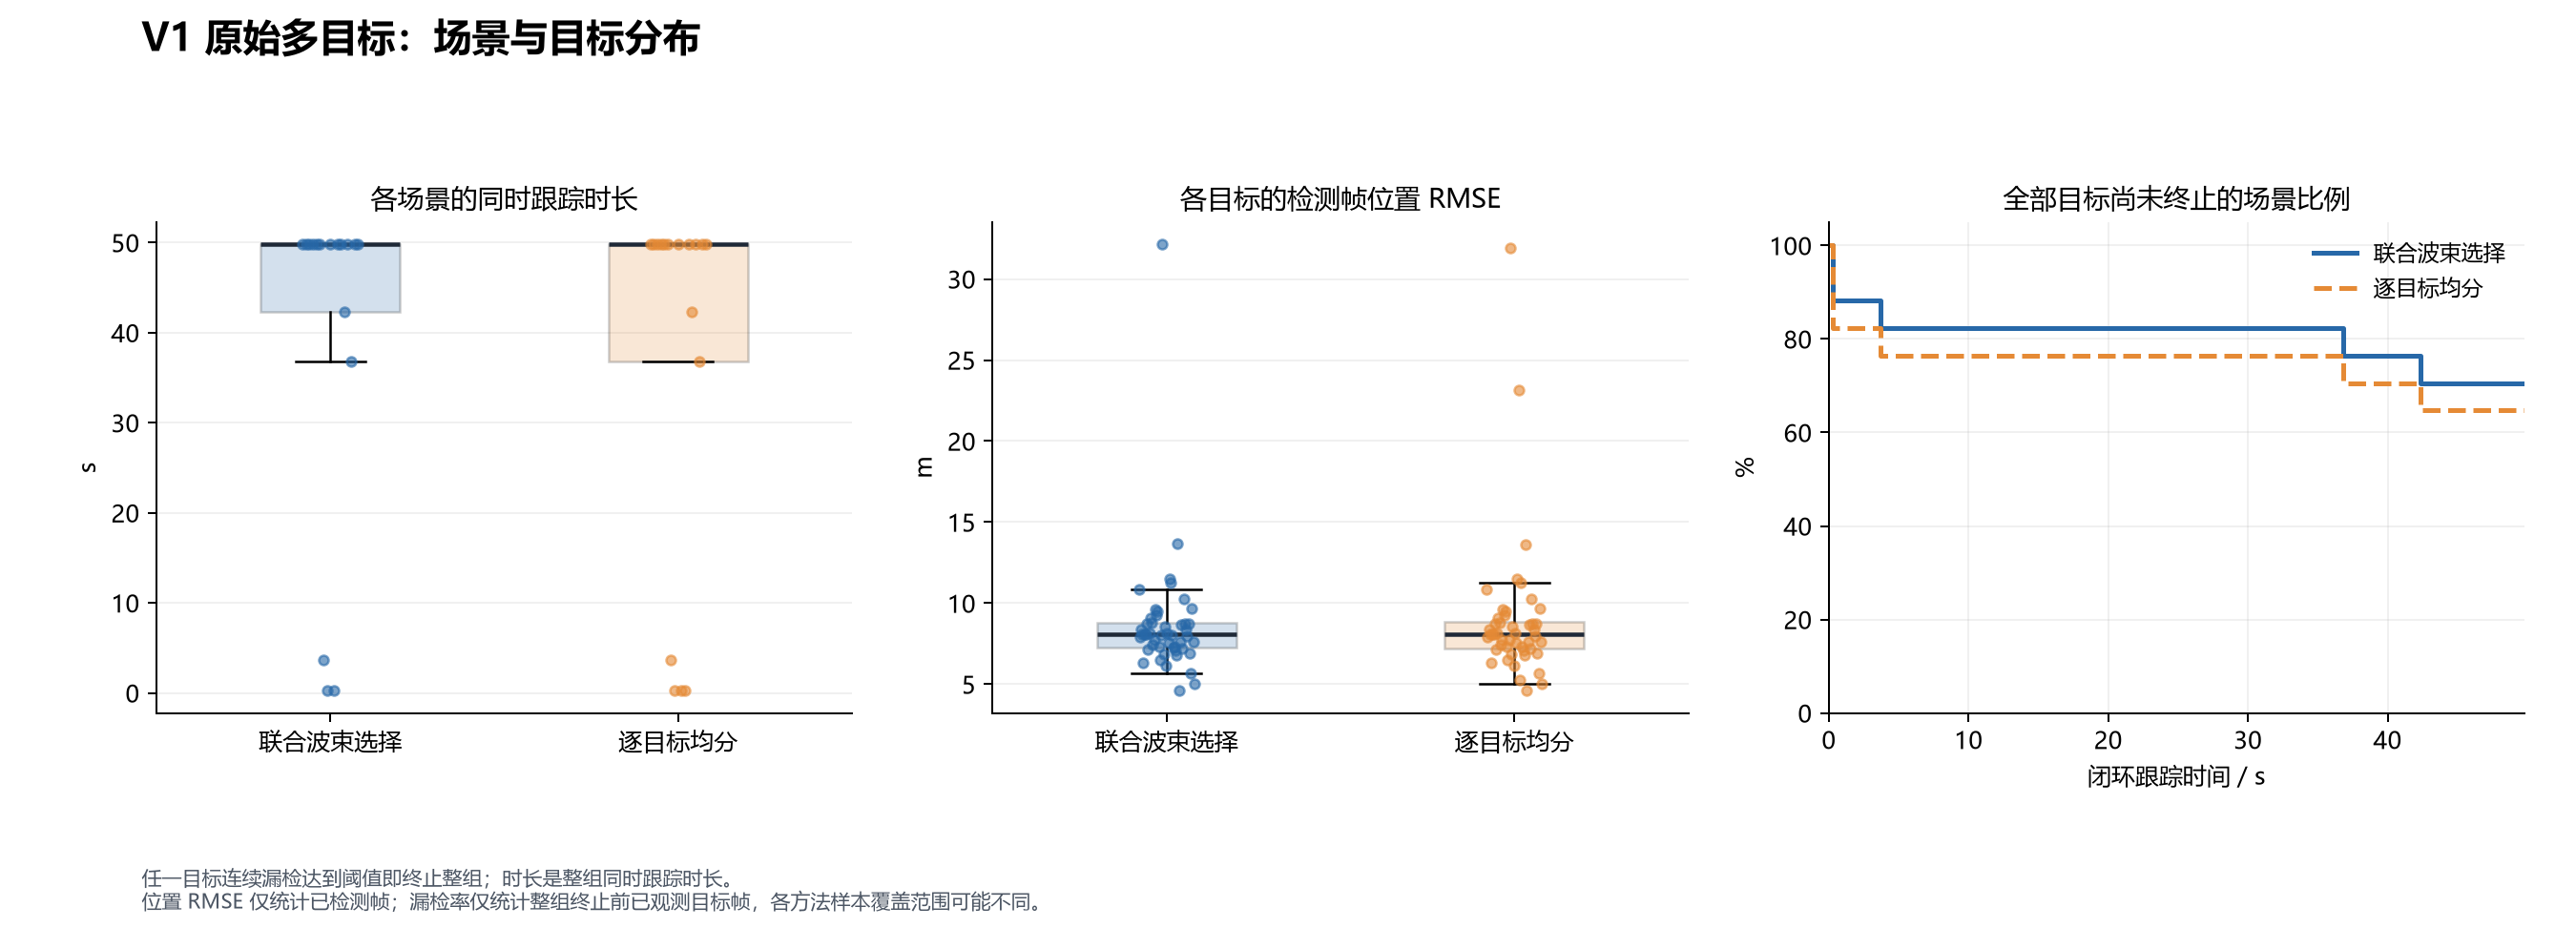 V1 原始多目标：场景与目标分布
各场景的同时跟踪时长
50
40
30
20
10
0
s
联合波束选择
逐目标均分
各目标的检测帧位置 RMSE
30
25
20
15
10
5
m
联合波束选择
逐目标均分
全部目标尚未终止的场景比例
100
80
60
40
20
0
%
联合波束选择
逐目标均分
0
10
20
30
40
闭环跟踪时间 / s
任一目标连续漏检达到阈值即终止整组；时长是整组同时跟踪时长。
位置 RMSE 仅统计已检测帧；漏检率仅统计整组终止前已观测目标帧，各方法样本覆盖范围可能不同。